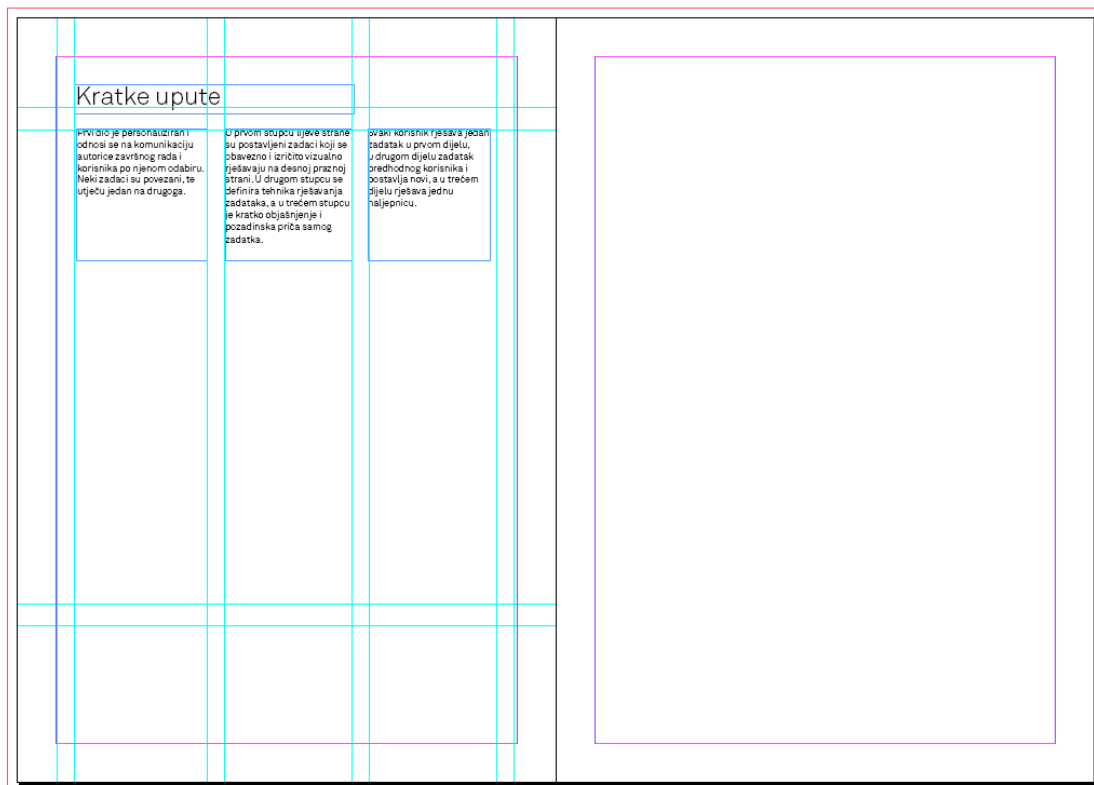 Kratke upute
Prvi dio je personaliziran i
odnosi se na komunikaciju
autorice završnog rada i
korisnika po njenom odabiru.
Neki zadaci su povezani, te
utječu jedan na drugoga.
U prvom stupcu lijeve strane
su postavljeni zadaci koji se
obavezno i izričito vizualno
rješavaju na desnoj praznoj
strani. U drugom stupcu se
definira tehnika rješavanja
zadataka, a u trećem stupcu
je kratko objašnjenje i
pozadinska priča samog
zadatka.
Svaki korisnik rješava jedan
zadatak u prvom dijelu,
u drugom dijelu zadatak
predhodnog korisnika i
postavlja novi, a u trećem
dijelu rješava jednu
naljepnicu.